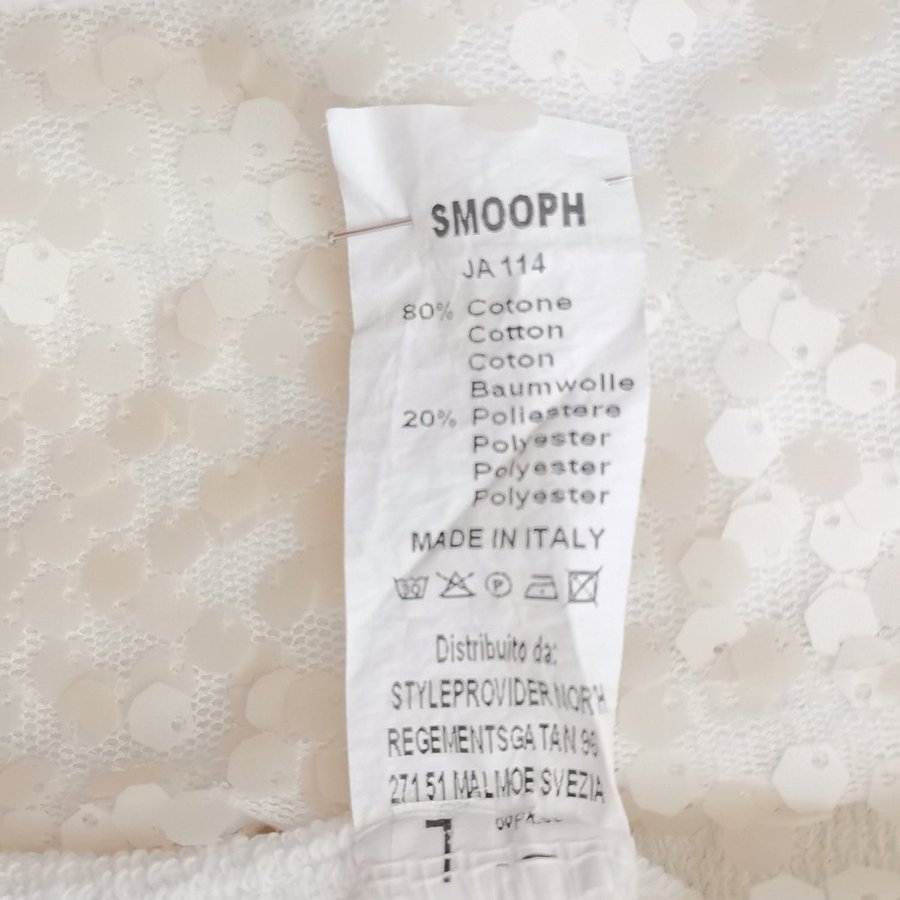 SMOOPH
JA 114
80% Cotone
Cotton
Coton
Baumwolle
20% Poliestere
Polyester
Polyester
Polyester
MADE IN ITALY
30 P
Distribuito da:
STYLEPROVIDER NORTH
REGEMENTSGATAN
271 51 MALMOE SVEZIA